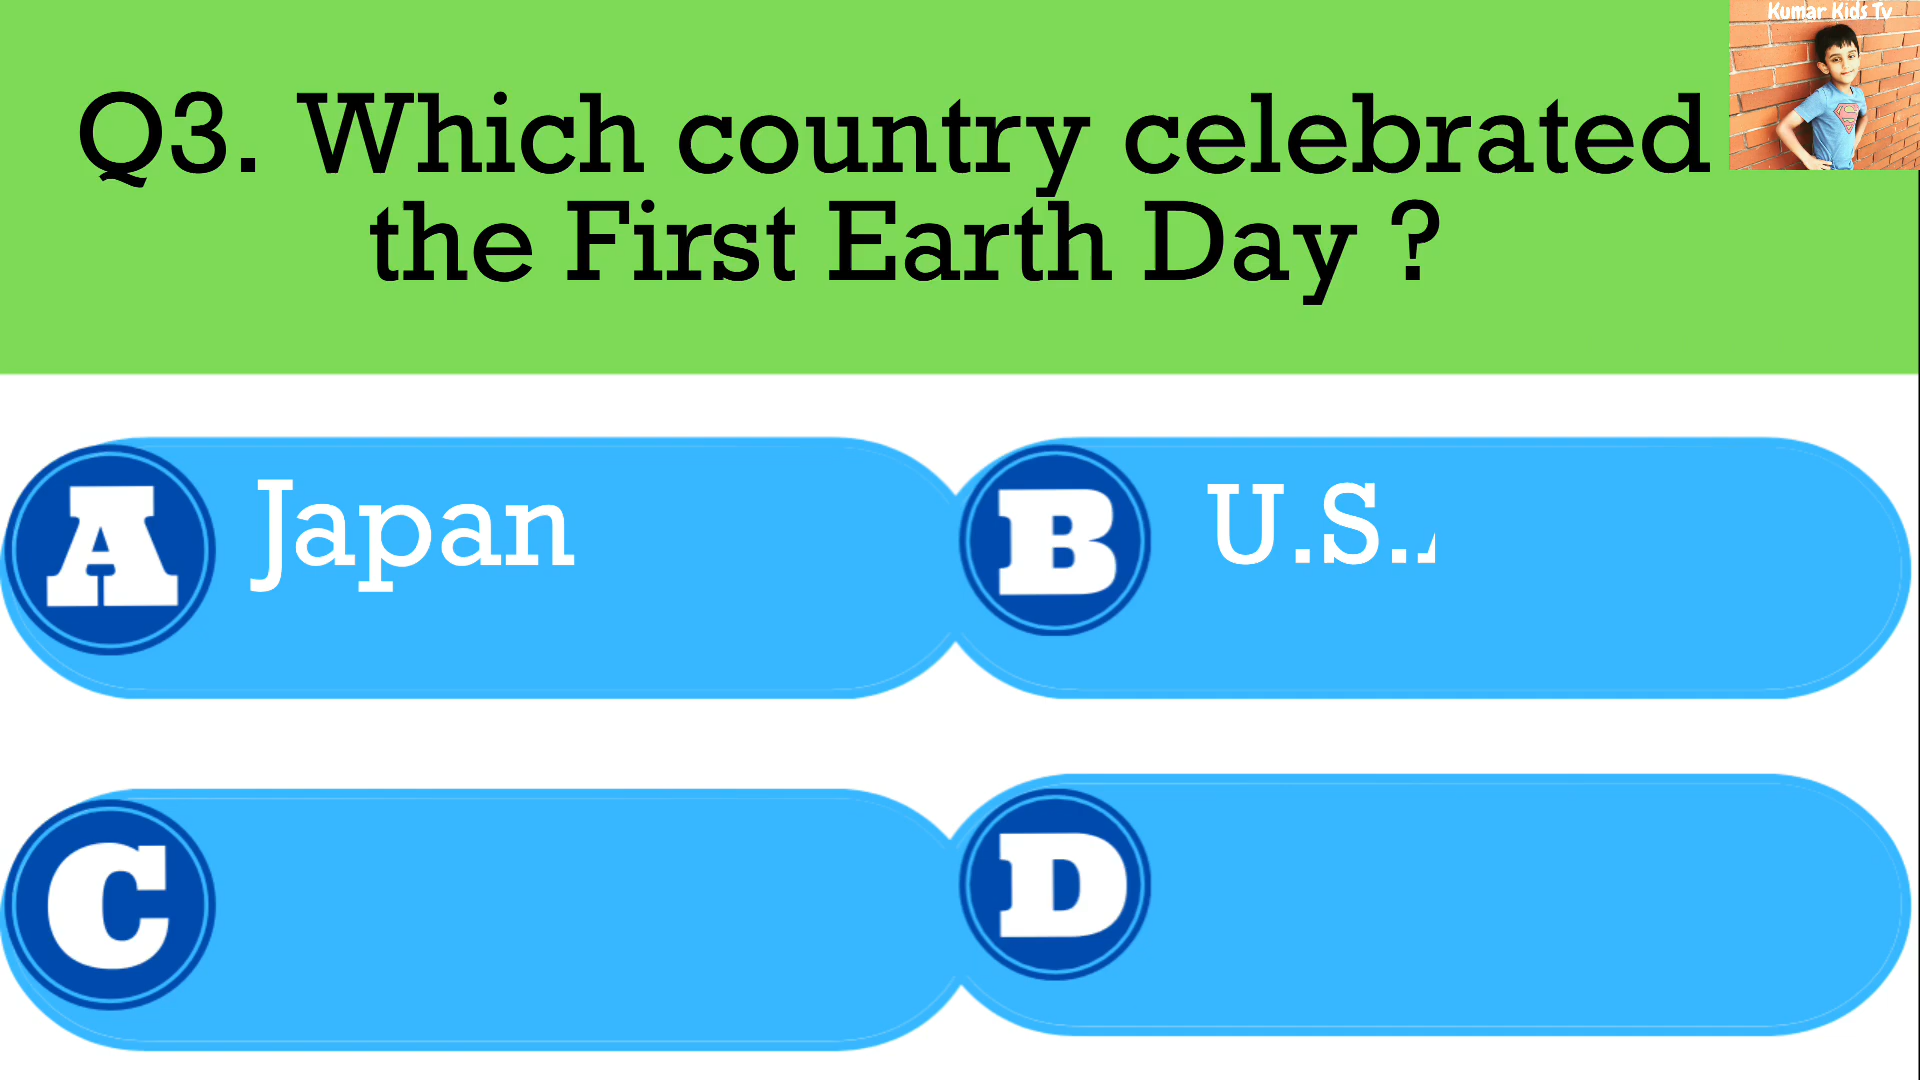 Kumar Kids Tv
Q3. Which country celebrated
the First Earth Day ?
A Japan
B U.S.
C
D